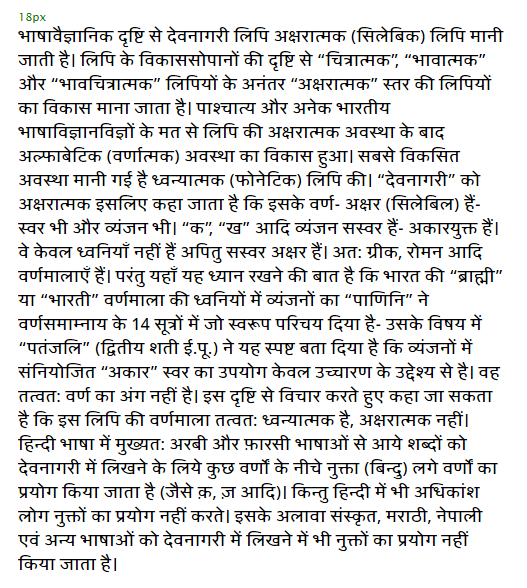 18px
भाषावैज्ञानिक दृष्टि से देवनागरी लिपि अक्षरात्मक (सिलेबिक) लिपि मानी
जाती है। लिपि के विकाससोपानों की दृष्टि से “चित्रात्मक”, “भावात्मक”
और “भावचित्रात्मक” लिपियों के अनंतर “अक्षरात्मक” स्तर की लिपियों
का विकास माना जाता है। पाश्चात्य और अनेक भारतीय
भाषाविज्ञानविज्ञों के मत से लिपि की अक्षरात्मक अवस्था के बाद
अल्फाबेटिक (वर्णात्मक) अवस्था का विकास हुआ। सबसे विकसित
अवस्था मानी गई है ध्वन्यात्मक (फोनेटिक) लिपि की। “देवनागरी” को
अक्षरात्मक इसलिए कहा जाता है कि इसके वर्ण- अक्षर (सिलेबिल) हैं-
स्वर भी और व्यंजन भी। “क”, “ख” आदि व्यंजन सस्वर हैं- अकारयुक्त हैं।
वे केवल ध्वनियाँ नहीं हैं अपितु सस्वर अक्षर हैं। अत: ग्रीक, रोमन आदि
वर्णमालाएँ हैं। परंतु यहाँ यह ध्यान रखने की बात है कि भारत की “ब्राह्मी”
या “भारती” वर्णमाला की ध्वनियों में व्यंजनों का “पाणिनि” ने
वर्णसमाम्नाय के 14 सूत्रों में जो स्वरूप परिचय दिया है- उसके विषय में
“पतंजलि” (द्वितीय शती ई.पू.) ने यह स्पष्ट बता दिया है कि व्यंजनों में
संनियोजित “अकार” स्वर का उपयोग केवल उच्चारण के उद्देश्य से है। वह
तत्वत: वर्ण का अंग नहीं है। इस दृष्टि से विचार करते हुए कहा जा सकता
है कि इस लिपि की वर्णमाला तत्वत: ध्वन्यात्मक है, अक्षरात्मक नहीं।
हिन्दी भाषा में मुख्यत: अरबी और फ़ारसी भाषाओं से आये शब्दों को
देवनागरी में लिखने के लिये कुछ वर्णों के नीचे नुक्ता (बिन्दु) लगे वर्णों का
प्रयोग किया जाता है (जैसे क़, ज़ आदि)। किन्तु हिन्दी में भी अधिकांश
लोग नुक्तों का प्रयोग नहीं करते। इसके अलावा संस्कृत, मराठी, नेपाली
एवं अन्य भाषाओं को देवनागरी में लिखने में भी नुक्तों का प्रयोग नहीं
किया जाता है।